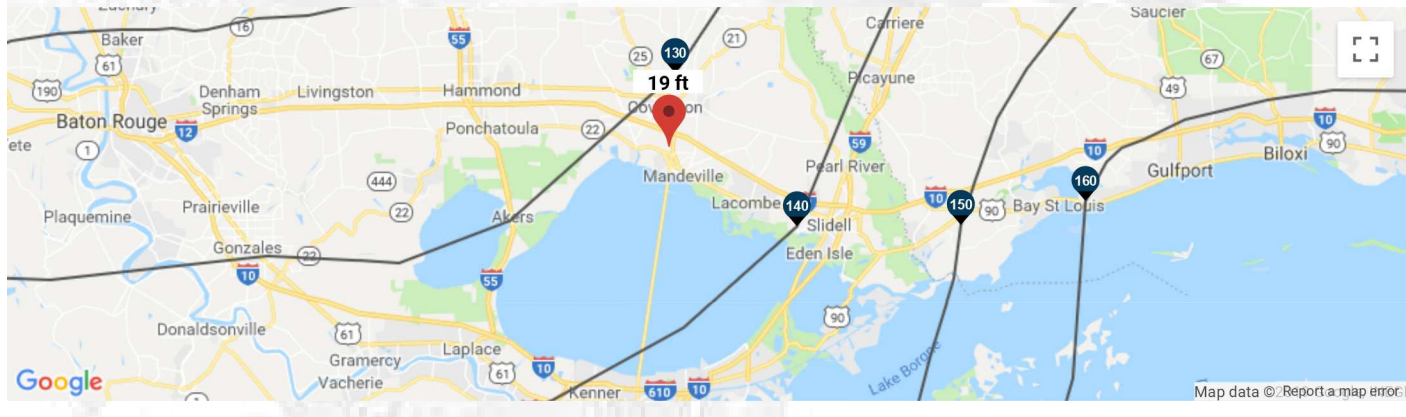 Zachary
16
Baker
61
190
Denham
Springs
Livingston
55
Hammond
25
130
21
19 ft
Carriere
Picayune
Saucier
67
49
Baton Rouge
12
1
Ponchatoula
22
59
10
10
90
Biloxi
Gulfport
Pearl River
Mandeville
444
22
Plaquemine
Prairieville
Akers
Lacombe
140
Slidell
10
150
90
160
Bay St Louis
Gonzales
22
10
55
Eden Isle
90
Donaldsonville
61
Gramercy
Vacherie
Laplace
61
10
Kenner
610
10
Lake Borgne
1
Google
Map data ©
Report a map error